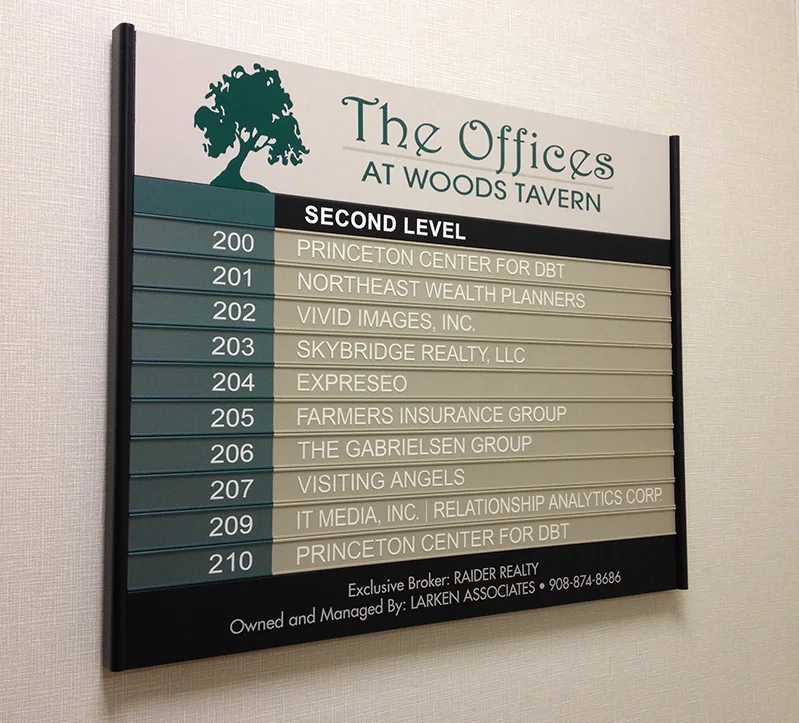 The Offices
AT WOODS TAVERN
SECOND LEVEL
200 PRINCETON CENTER FOR DBT
201 NORTHEAST WEALTH PLANNERS
202 VIVID IMAGES, INC.
203 SKYBRIDGE REALTY, LLC
204 EXPRESEO
205 FARMERS INSURANCE GROUP
206 THE GABRIELSEN GROUP
207 VISITING ANGELS
209 IT MEDIA, INC. | RELATIONSHIP ANALYTICS CORP.
210 PRINCETON CENTER FOR DBT
Exclusive Broker: RAIDER REALTY
Owned and Managed By: LARKEN ASSOCIATES • 908-874-8686